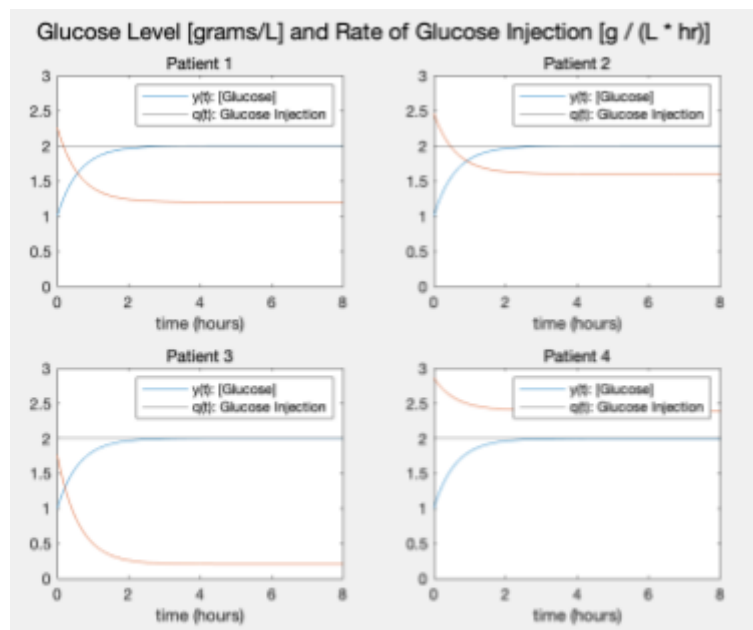 Glucose Level [grams/L] and Rate of Glucose Injection [g / (L * hr)]
Patient 1
3
2.5
2
1.5
1
0.5
0
y(t): [Glucose]
q(t): Glucose Injection
0 2 4 6 8
time (hours)
Patient 2
3
2.5
2
1.5
1
0.5
0
y(t): [Glucose]
q(t): Glucose Injection
0 2 4 6 8
time (hours)
Patient 3
3
2.5
2
1.5
1
0.5
0
y(t): [Glucose]
q(t): Glucose Injection
0 2 4 6 8
time (hours)
Patient 4
3
2.5
2
1.5
1
0.5
0
y(t): [Glucose]
q(t): Glucose Injection
0 2 4 6 8
time (hours)